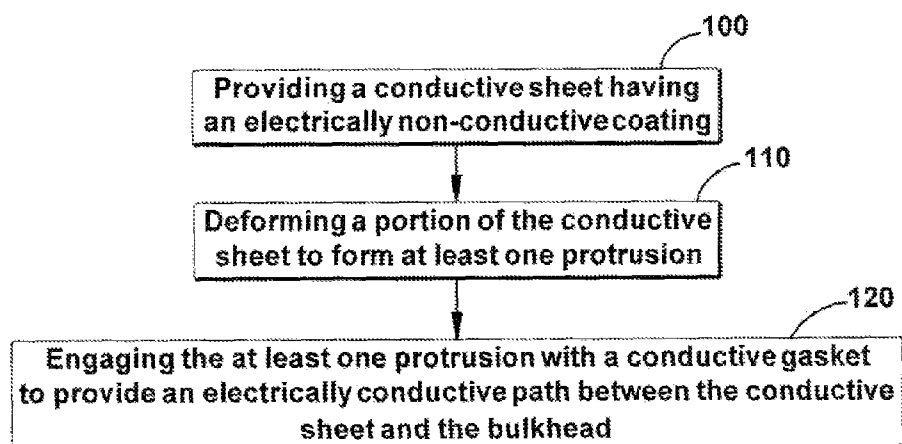 100
Providing a conductive sheet having
an electrically non-conductive coating
110
Deforming a portion of the conductive
sheet to form at least one protrusion
120
Engaging the at least one protrusion with a conductive gasket
to provide an electrically conductive path between the conductive
sheet and the bulkhead